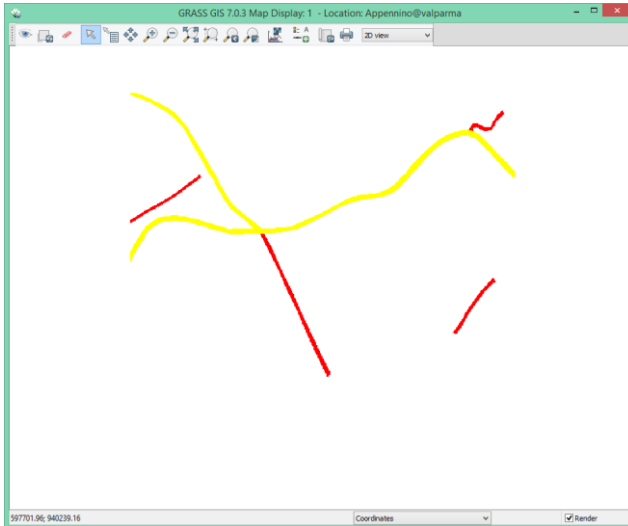 GRASS GIS 7.0.3 Map Display: 1 - Location: Appennino@valparma
2D view
597701.96; 940239.16
Coordinates
Render